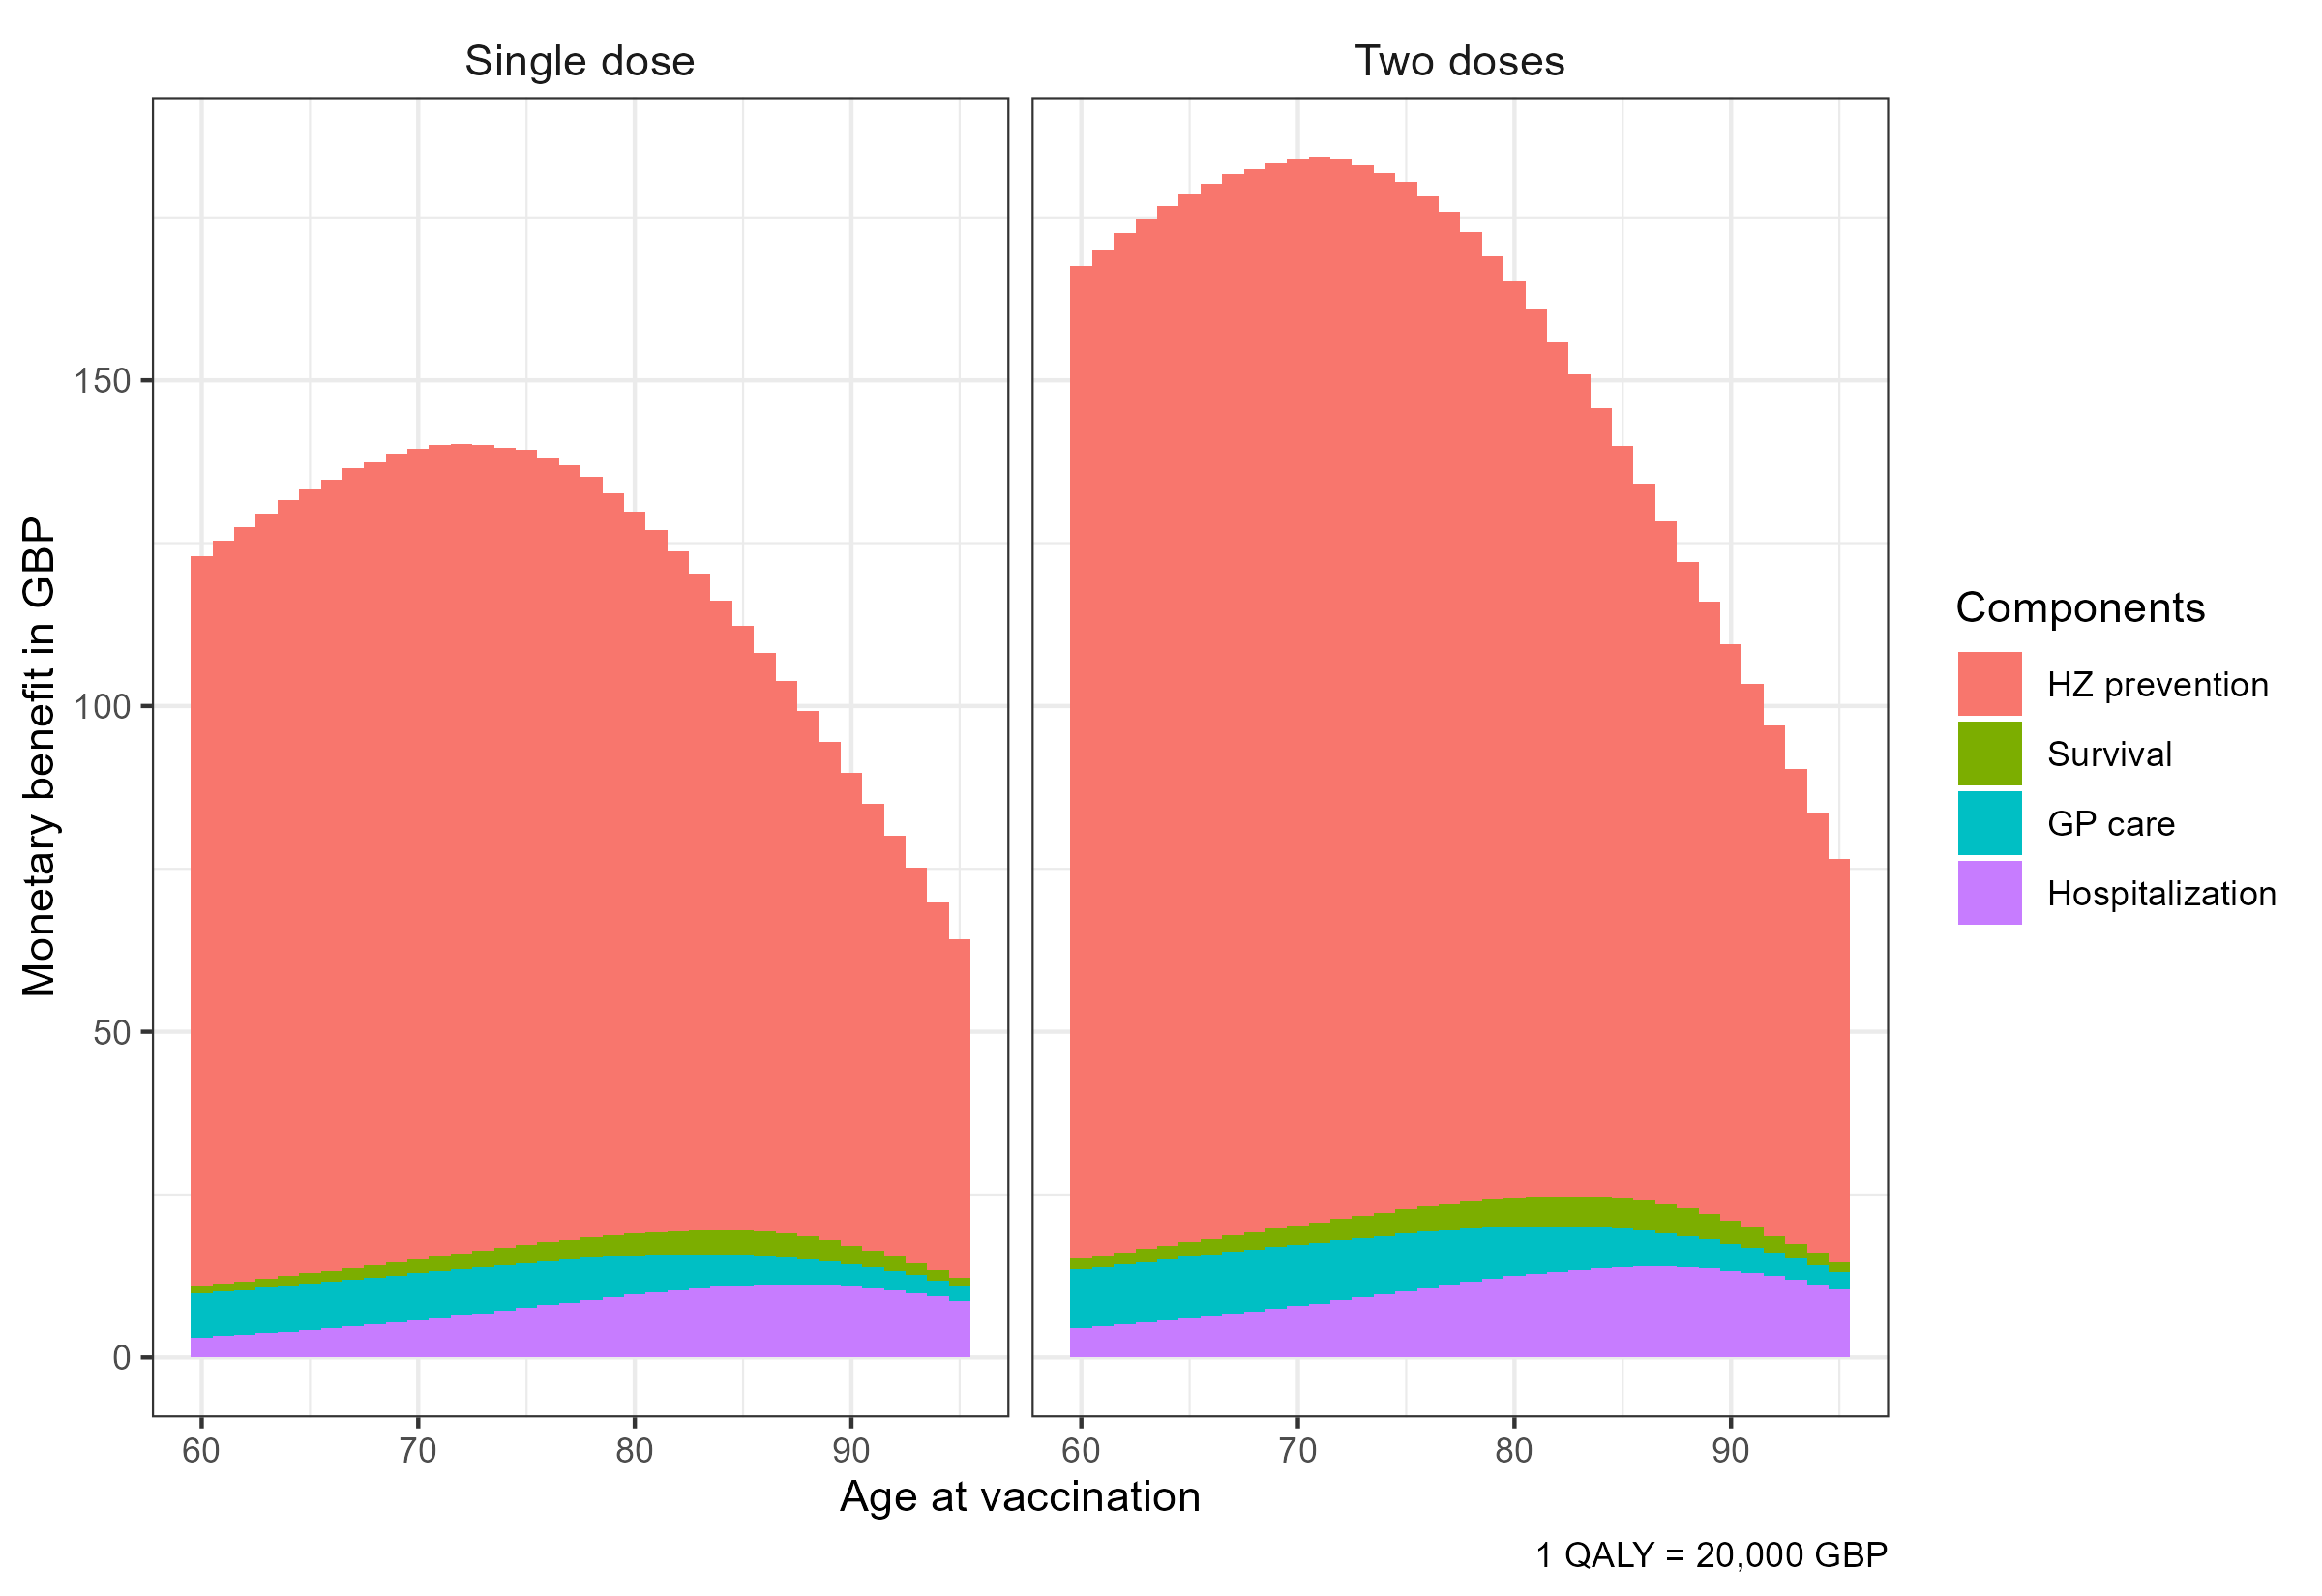 Single dose
Two doses
Monetary benefit in GBP
150
100
50
0
60
70
80
90
60
70
80
90
Age at vaccination
1 QALY = 20,000 GBP
Components
HZ prevention
Survival
GP care
Hospitalization